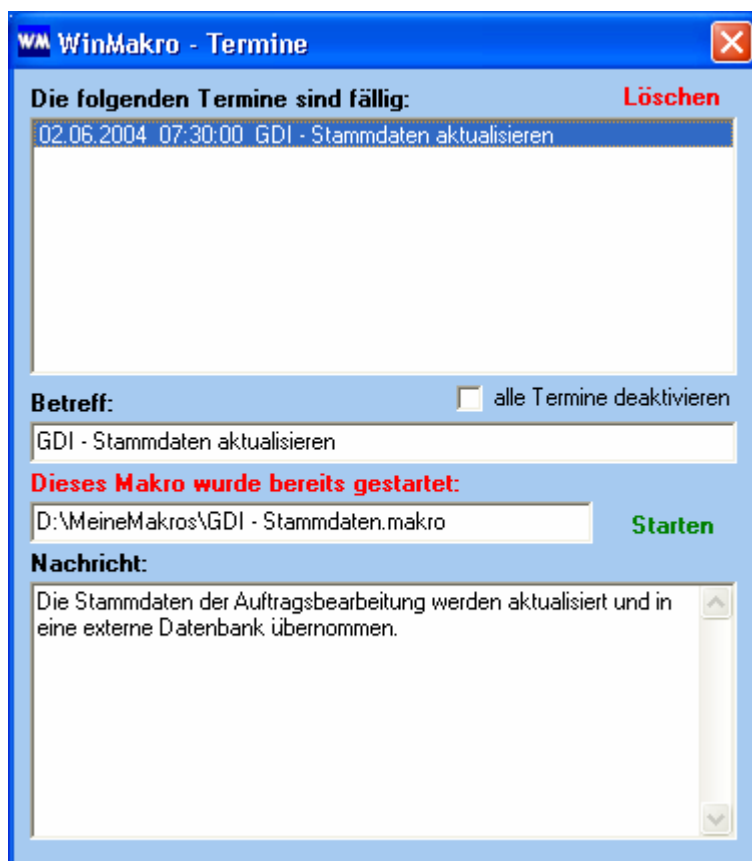 WM WinMakro - Termine
Die folgenden Termine sind fällig: Löschen
02.06.2004 07:30:00 GDI - Stammdaten aktualisieren
Betreff: alle Termine deaktivieren
GDI - Stammdaten aktualisieren
Dieses Makro wurde bereits gestartet:
D:\MeineMakros\GDI - Stammdaten.makro Starten
Nachricht:
Die Stammdaten der Auftragsbearbeitung werden aktualisiert und in
eine externe Datenbank übernommen.